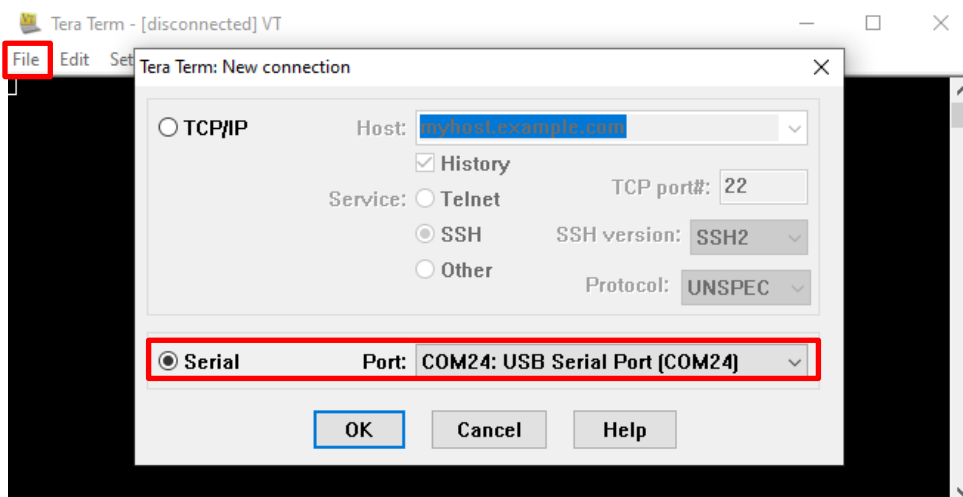 Tera Term - [disconnected] VT
File Edit Set
Tera Term: New connection
TCP/IP Host: myhost.example.com
History
Service: Telnet TCP port#: 22
SSH SSH version: SSH2
Other Protocol: UNSPEC
Serial Port: COM24: USB Serial Port (COM24)
OK Cancel Help